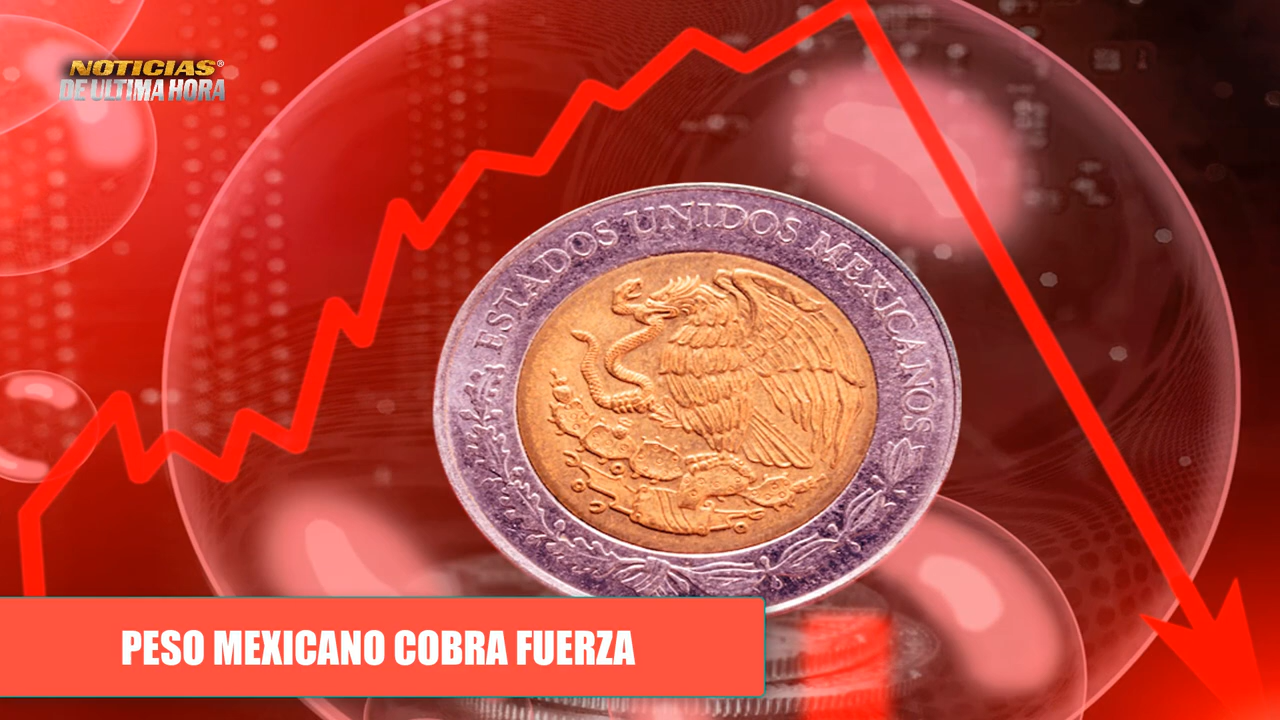 NOTICIAS®
DE ULTIMA HORA
ESTADOS UNIDOS MEXICANOS
PESO MEXICANO COBRA FUERZA